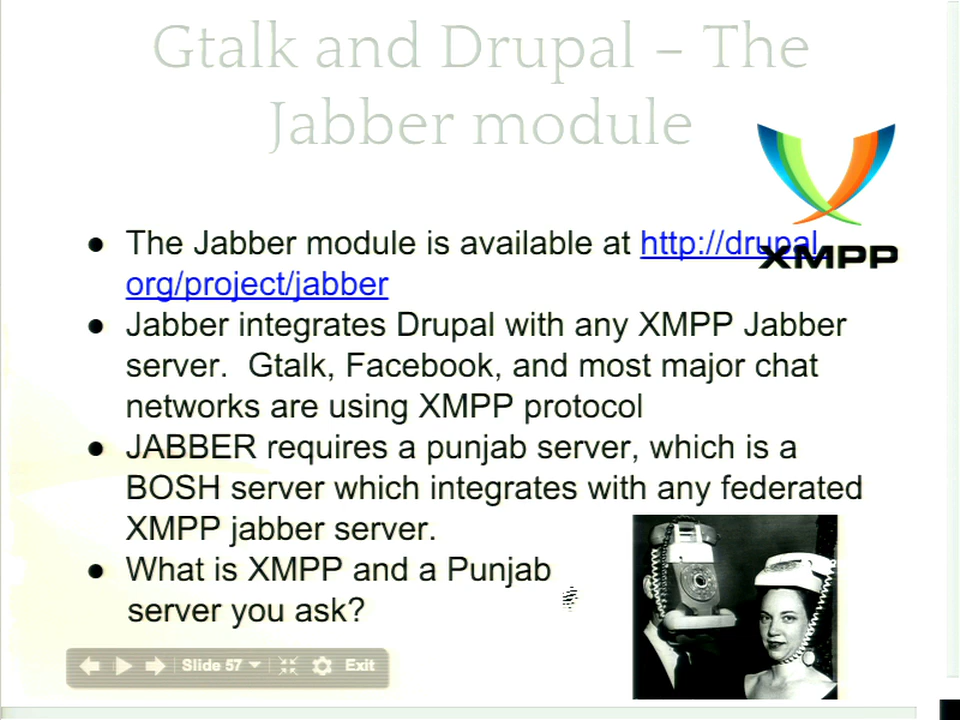 Gtalk and Drupal – The
Jabber module
● The Jabber module is available at http://drupal.
org/project/jabber
XMPP
● Jabber integrates Drupal with any XMPP Jabber
server.  Gtalk, Facebook, and most major chat
networks are using XMPP protocol
● JABBER requires a punjab server, which is a
BOSH server which integrates with any federated
XMPP jabber server.
● What is XMPP and a Punjab
server you ask?
Slide 57
Exit